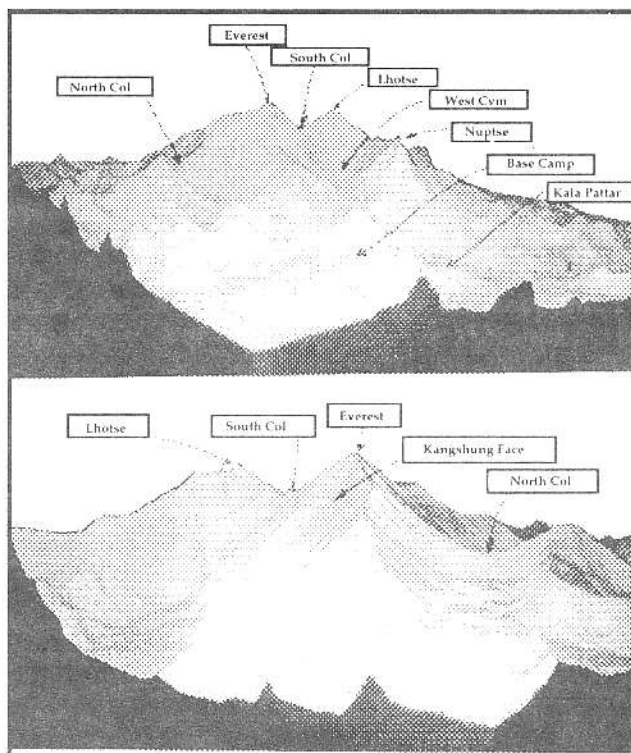 Everest
South Col
Lhotse
North Col
West Cvm
Nuptse
Base Camp
Kala Pattar
Everest
Lhotse
South Col
Kangshung Face
North Col